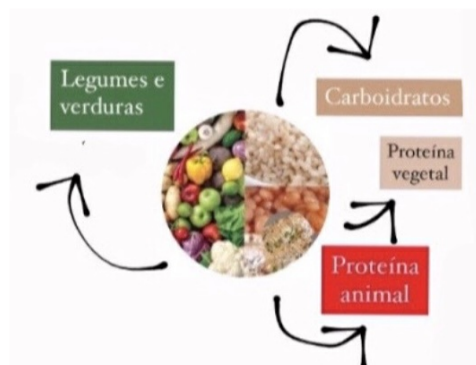 Legumes e
verduras
Carboidratos
Proteína
vegetal
Proteína
animal